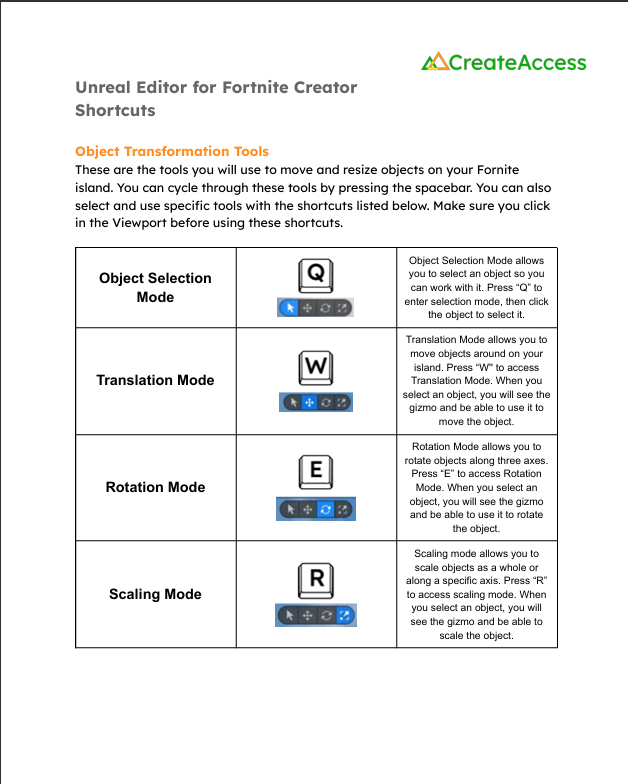 CreateAccess
Unreal Editor for Fortnite Creator
Shortcuts
Object Transformation Tools
These are the tools you will use to move and resize objects on your Fornite
island. You can cycle through these tools by pressing the spacebar. You can also
select and use specific tools with the shortcuts listed below. Make sure you click
in the Viewport before using these shortcuts.
Object Selection
Mode
Q
Object Selection Mode allows
you to select an object so you
can work with it. Press “Q” to
enter selection mode, then click
the object to select it.
Translation Mode
W
Translation Mode allows you to
move objects around on your
island. Press “W” to access
Translation Mode. When you
select an object, you will see the
gizmo and be able to use it to
move the object.
Rotation Mode
E
Rotation Mode allows you to
rotate objects along three axes.
Press “E” to access Rotation
Mode. When you select an
object, you will see the gizmo
and be able to use it to rotate
the object.
Scaling Mode
R
Scaling mode allows you to
scale objects as a whole or
along a specific axis. Press “R”
to access scaling mode. When
you select an object, you will
see the gizmo and be able to
scale the object.